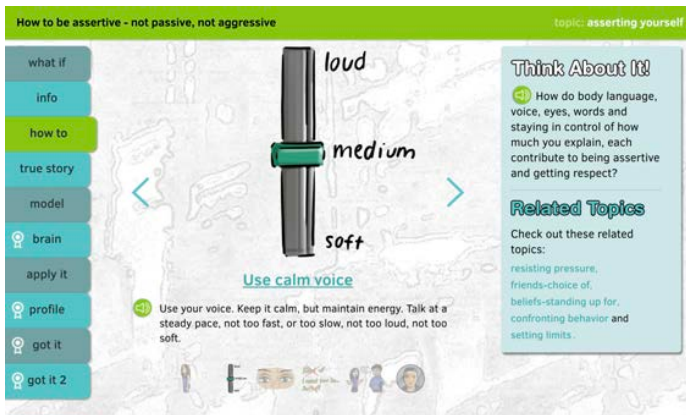 How to be assertive - not passive, not aggressive
topic: asserting yourself
what if
info
how to
true story
model
brain
apply it
profile
got it
got it 2
loud
medium
soft
Use calm voice
Use your voice. Keep it calm, but maintain energy. Talk at a
steady pace, not too fast, or too slow, not too loud, not too
soft.
Think About It!
How do body language,
voice, eyes, words and
staying in control of how
much you explain, each
contribute to being assertive
and getting respect?
Related Topics
Check out these related
topics:
resisting pressure,
friends-choice of,
beliefs-standing up for,
confronting behavior and
setting limits.